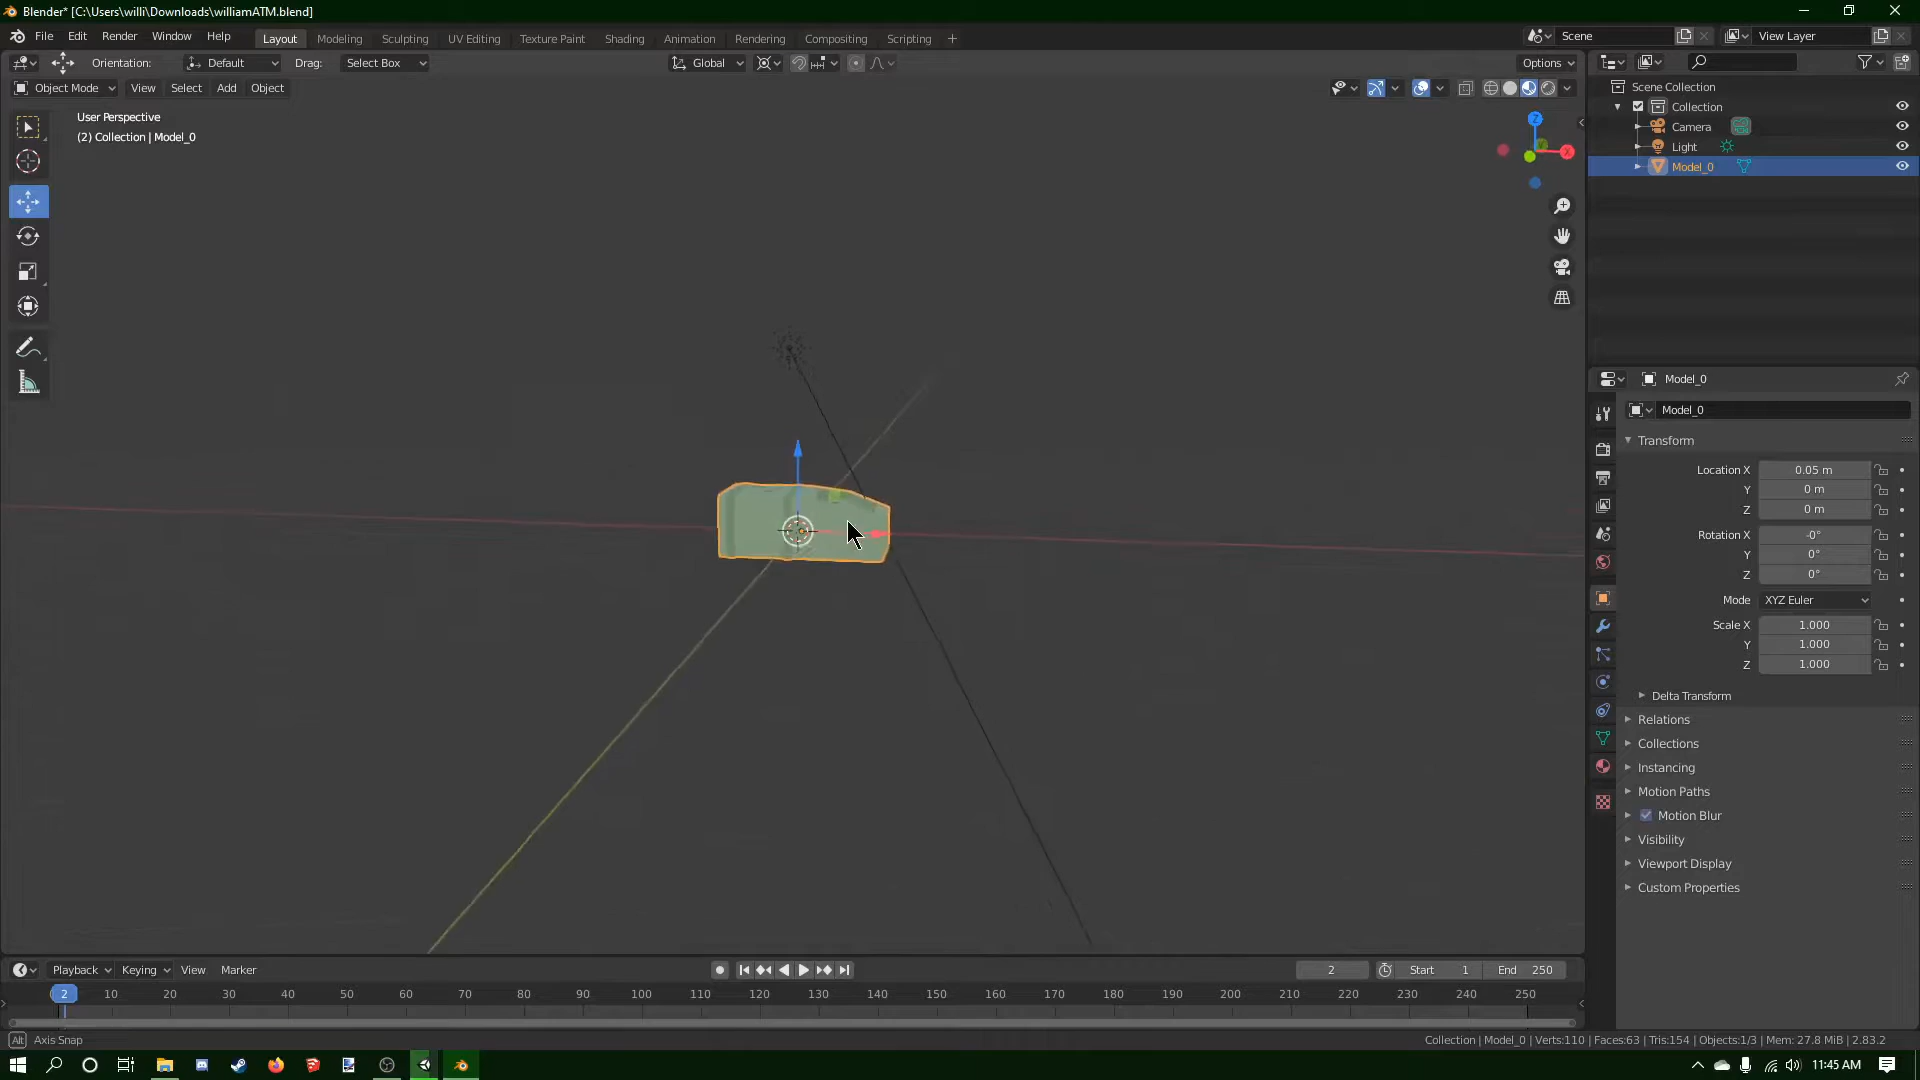 Blender* [C:\Users\willi\Downloads\williamATM.blend]
File Edit Render Window Help Layout Modeling Sculpting UV Editing Texture Paint Shading Animation Rendering Compositing Scripting + Scene View Layer
Orientation: Default Drag: Select Box Global Options
Object Mode View Select Add Object
User Perspective
(2) Collection | Model_0
Z
X
Y
Scene Collection
Collection
Camera
Light
Model_0
Model_0
Model_0
Transform
Location X 0.05 m
Y 0 m
Z 0 m
Rotation X -0°
Y 0°
Z 0°
Mode XYZ Euler
Scale X 1.000
Y 1.000
Z 1.000
Delta Transform
Relations
Collections
Instancing
Motion Paths
Motion Blur
Visibility
Viewport Display
Custom Properties
Playback Keying View Marker 2 Start 1 End 250
2 10 20 30 40 50 60 70 80 90 100 110 120 130 140 150 160 170 180 190 200 210 220 230 240 250
Alt Axis Snap
Collection | Model_0 | Verts:110 | Faces:63 | Tris:154 | Objects:1/3 | Mem: 27.8 MiB | 2.83.2
11:45 AM